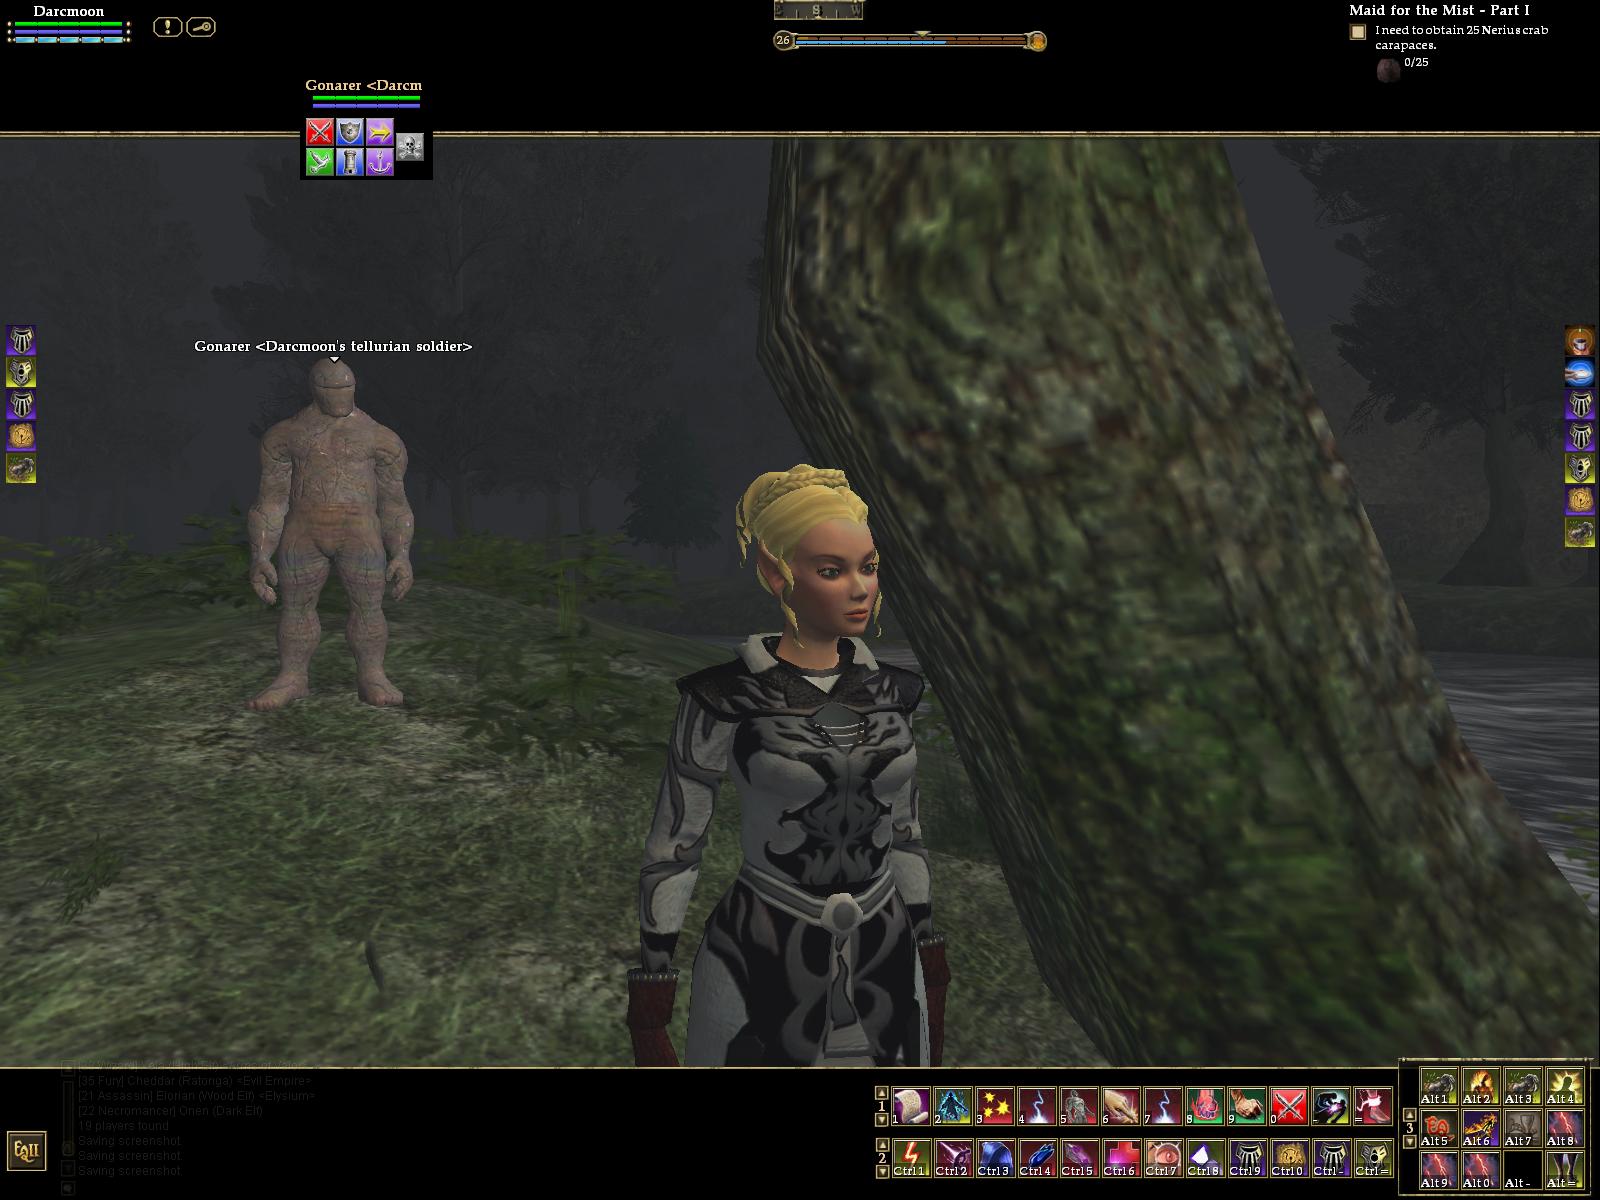 Darcmoon
E S W
26
Maid for the Mist - Part I
I need to obtain 25 Nerius crab
carapaces.
0/25
Gonarer <Darcm
Gonarer <Darcmoon's tellurian soldier>
[35 Fury] Cheddar (Ratonga) <Evil Empire>
[21 Assassin] Elorian (Wood Elf) <Elysium>
[22 Necromancer] Onen (Dark Elf)
19 players found
Saving screenshot.
Saving screenshot.
EQII
1
1 2 3 4 5 6 7 8 9 0 - =
2
Ctrl1 Ctrl2 Ctrl3 Ctrl4 Ctrl5 Ctrl6 Ctrl7 Ctrl8 Ctrl9 Ctrl0 Ctrl- Ctrl=
3
Alt1 Alt2 Alt3 Alt4
Alt5 Alt6 Alt7 Alt8
Alt9 Alt0 Alt- Alt=